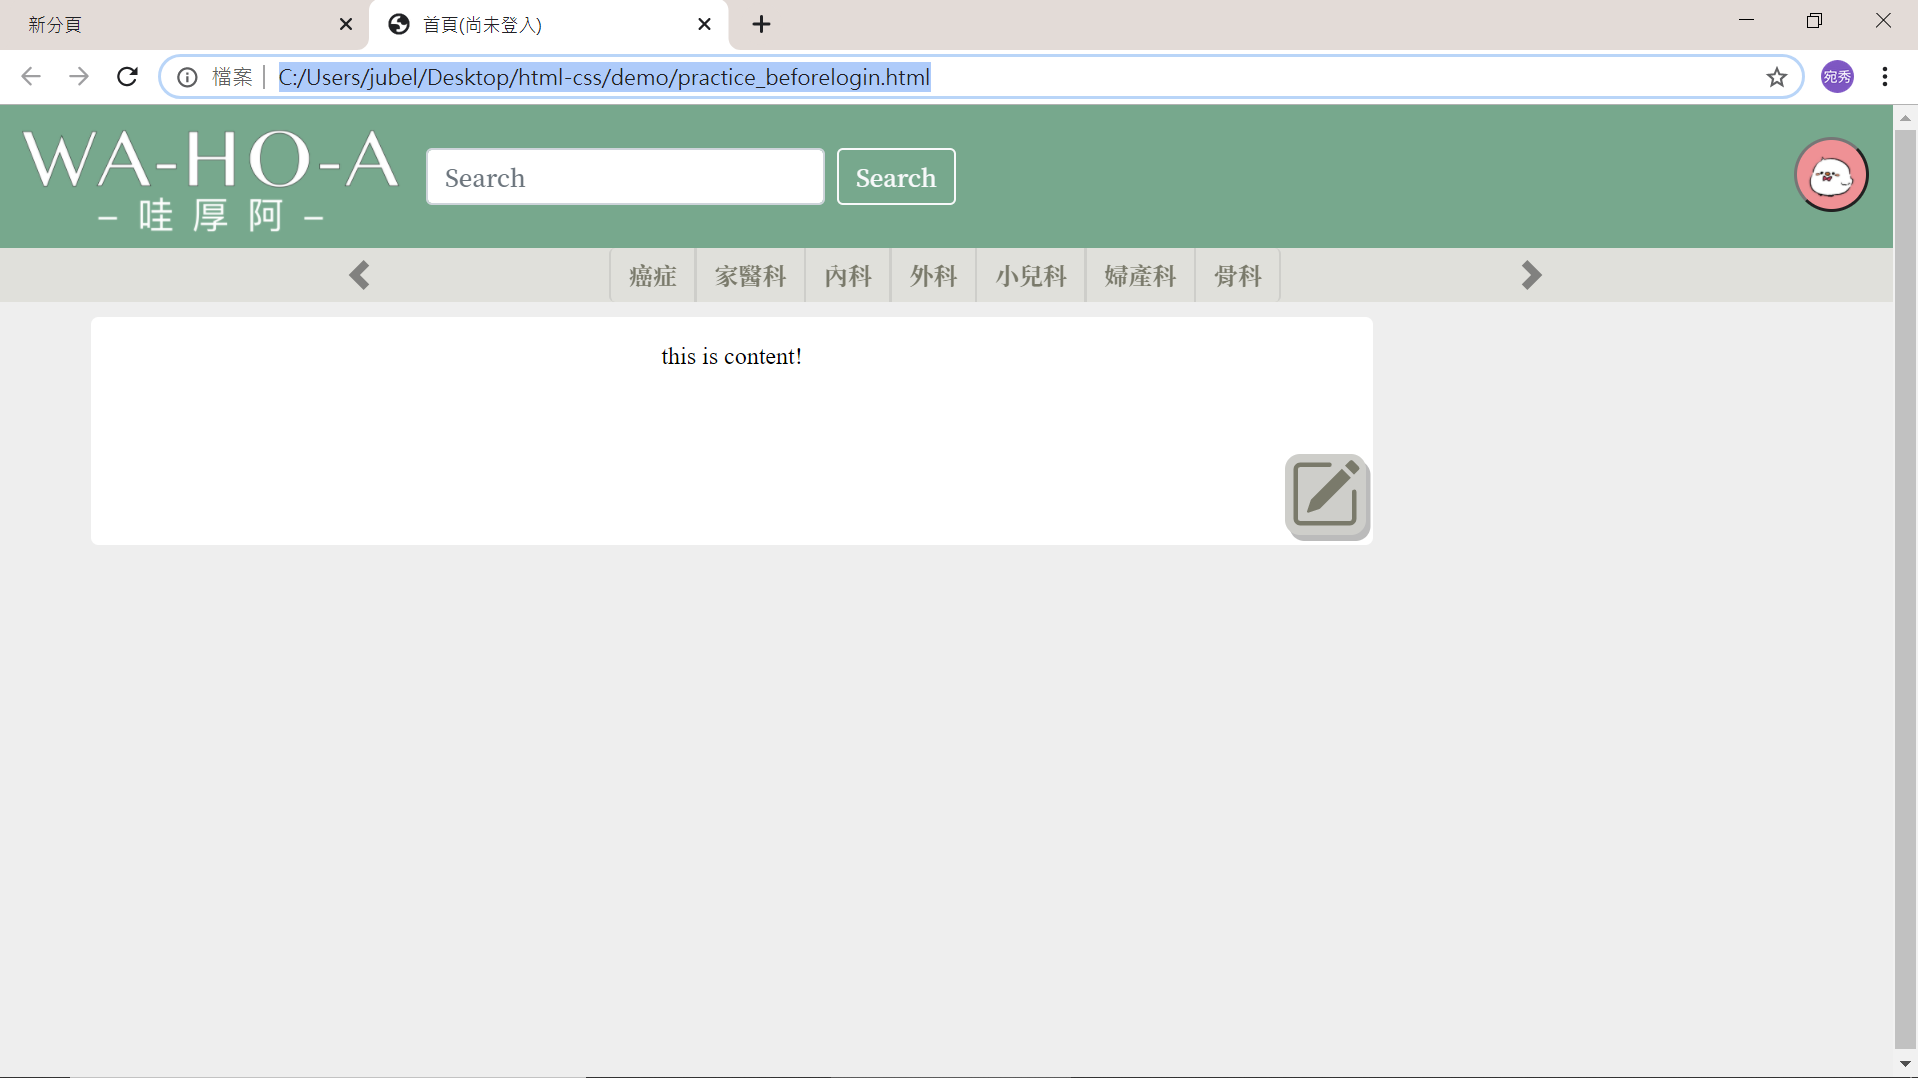 新分頁
首頁(尚未登入)
檔案
C:/Users/jubel/Desktop/html-css/demo/practice_beforelogin.html
宛秀
WA-HO-A
– 哇 厚 阿 –
Search
Search
癌症
家醫科
內科
外科
小兒科
婦產科
骨科
this is content!